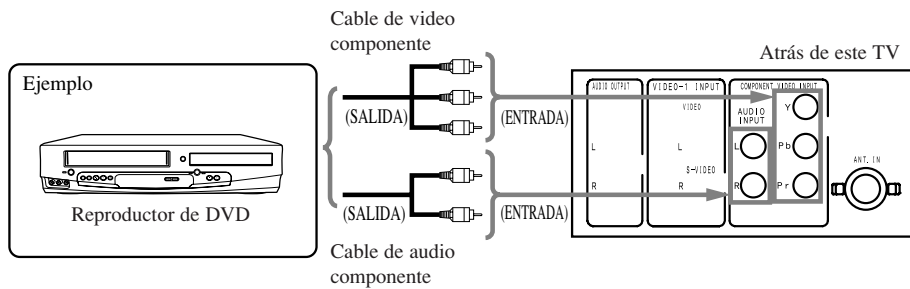 Cable de video
componente
Atrás de este TV
Ejemplo
(SALIDA)
(ENTRADA)
Reproductor de DVD
(SALIDA)
(ENTRADA)
Cable de audio
componente
AUDIO OUTPUT
L
R
VIDEO-1 INPUT
VIDEO
L
S-VIDEO
R
COMPONENT VIDEO INPUT
AUDIO
INPUT
Y
L
Pb
R
Pr
ANT. IN